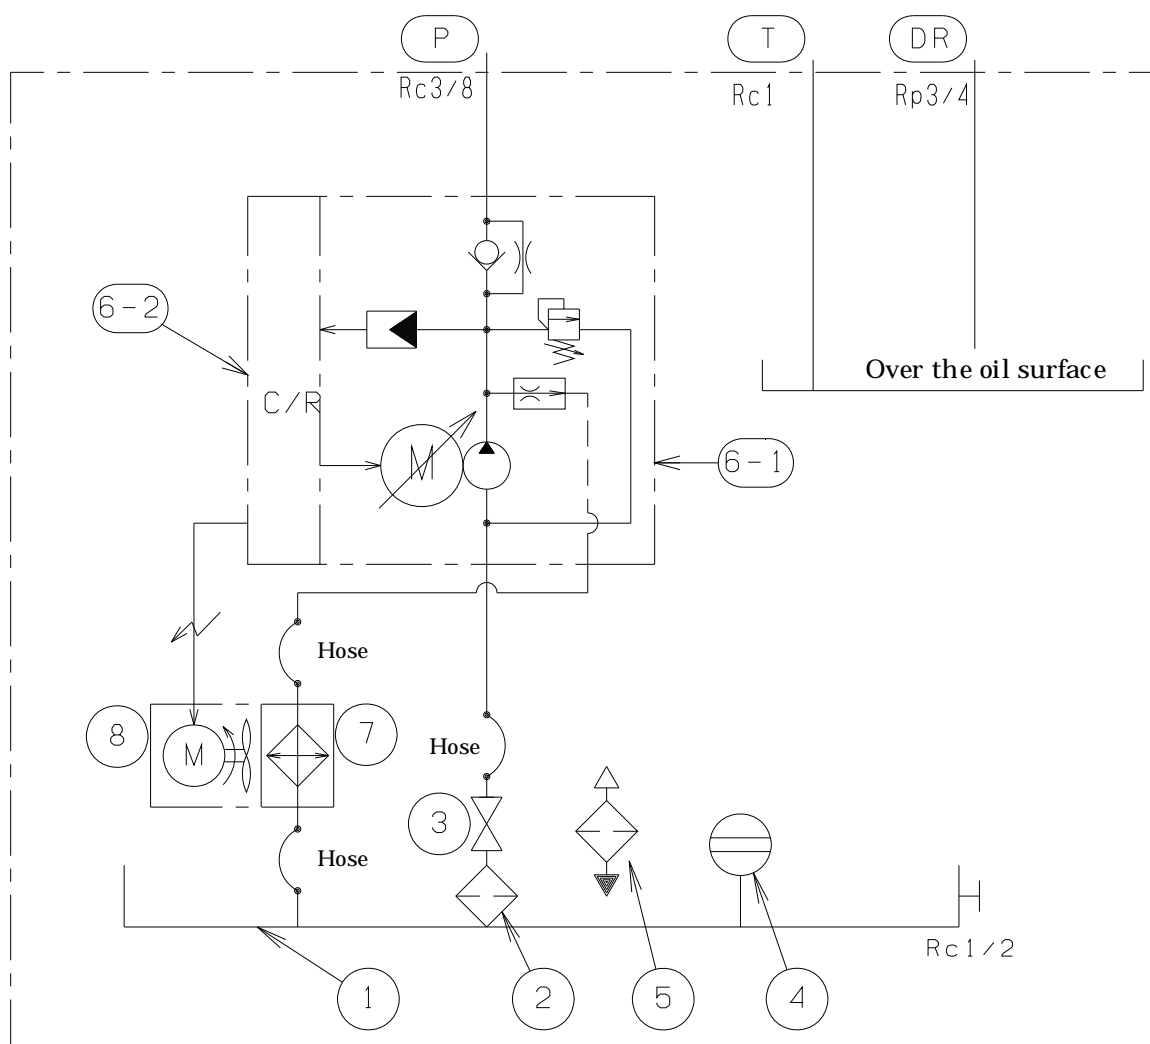 P
T
DR
Rc3/8
Rc1
Rp3/4
6-2
Over the oil surface
C/R
M
6-1
Hose
8
M
7
Hose
3
Hose
Rc1/2
1
2
5
4